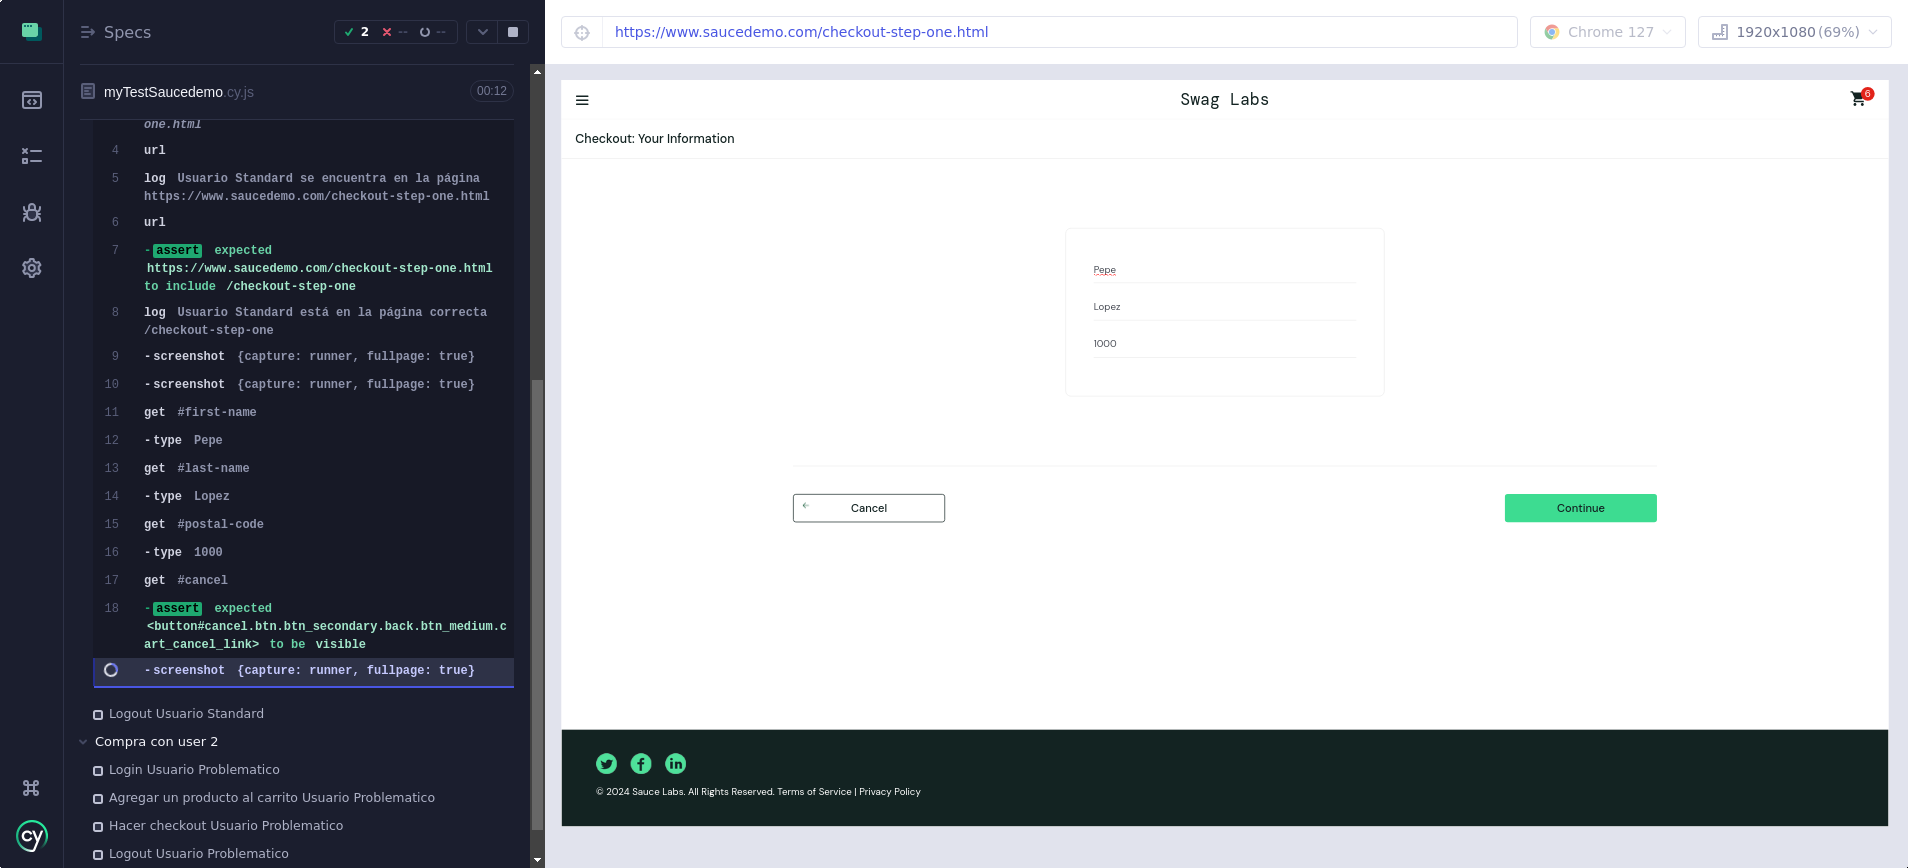 Specs
2
--
--
https://www.saucedemo.com/checkout-step-one.html
Chrome 127
1920x1080 (69%)
myTestSaucedemo.cy.js
00:12
one.html
4 url
5 log Usuario Standard se encuentra en la página
https://www.saucedemo.com/checkout-step-one.html
6 url
7 -assert expected
https://www.saucedemo.com/checkout-step-one.html
to include /checkout-step-one
8 log Usuario Standard está en la página correcta
/checkout-step-one
9 -screenshot {capture: runner, fullpage: true}
10 -screenshot {capture: runner, fullpage: true}
11 get #first-name
12 -type Pepe
13 get #last-name
14 -type Lopez
15 get #postal-code
16 -type 1000
17 get #cancel
18 -assert expected
<button#cancel.btn.btn_secondary.back.btn_medium.c
art_cancel_link> to be visible
-screenshot {capture: runner, fullpage: true}
Logout Usuario Standard
Compra con user 2
Login Usuario Problematico
Agregar un producto al carrito Usuario Problematico
Hacer checkout Usuario Problematico
Logout Usuario Problematico
cy
Swag Labs
6
Checkout: Your Information
Pepe
Lopez
1000
Cancel
Continue
© 2024 Sauce Labs. All Rights Reserved. Terms of Service | Privacy Policy